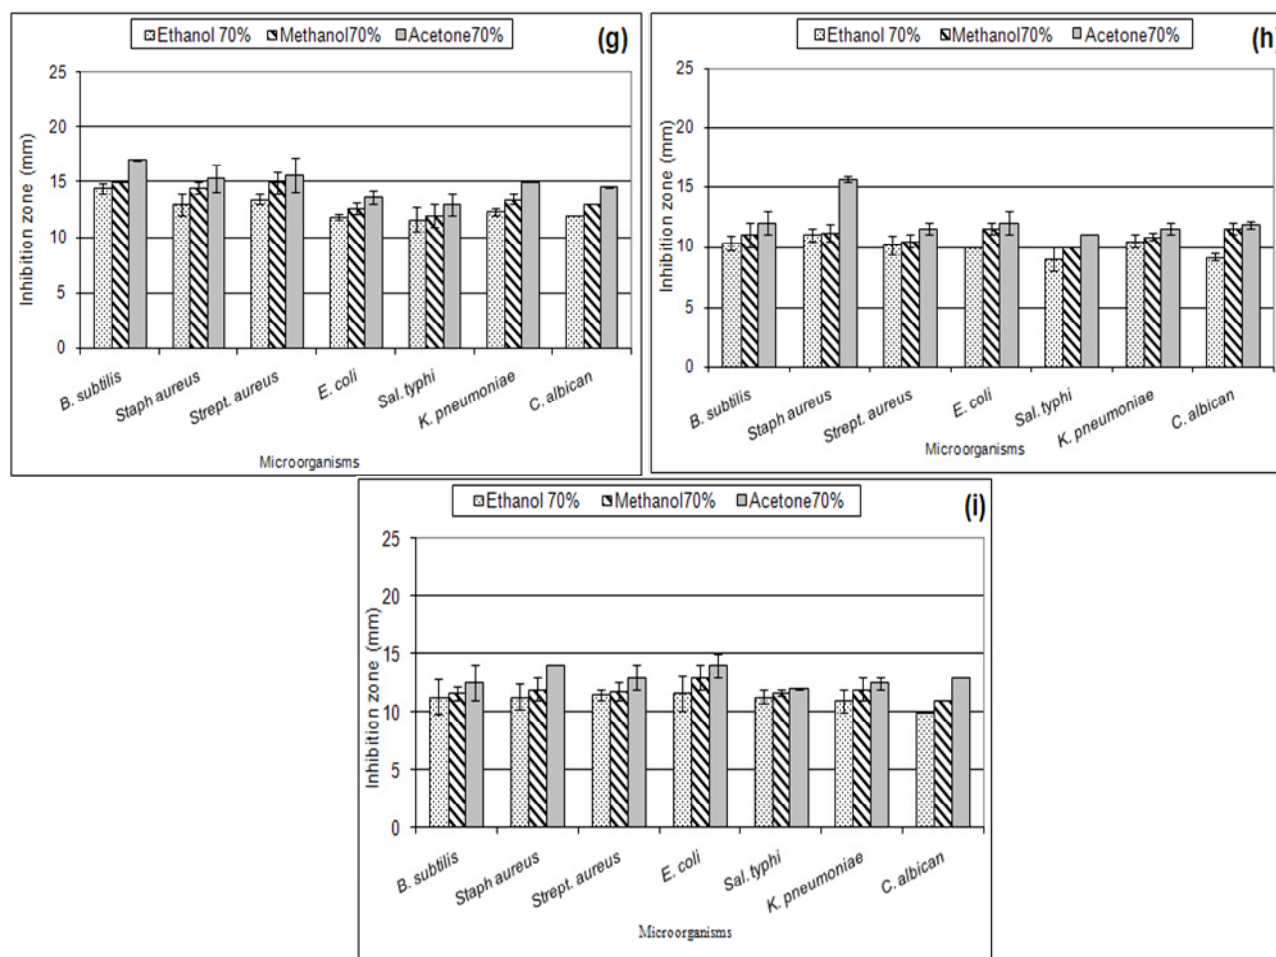 Ethanol 70% Methanol70% Acetone70% (g)
25
20
15
10
5
0
Inhibition zone (mm)
B. subtilis Staph aureus Strept. aureus E. coli Sal. typhi K. pneumoniae C. albican
Microorganisms
Ethanol 70% Methanol70% Acetone70% (h)
25
20
15
10
5
0
Inhibition zone (mm)
B. subtilis Staph aureus Strept. aureus E. coli Sal. typhi K. pneumoniae C. albican
Microorganisms
Ethanol 70% Methanol70% Acetone70% (i)
25
20
15
10
5
0
Inhibition zone (mm)
B. subtilis Staph aureus Strept. aureus E. coli Sal. typhi K. pneumoniae C. albican
Microorganisms